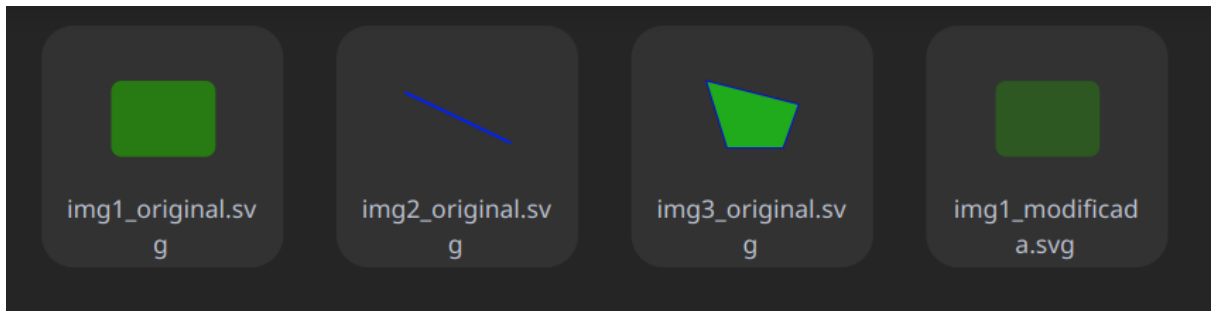 img1_original.sv
g
img2_original.sv
g
img3_original.sv
g
img1_modificad
a.svg